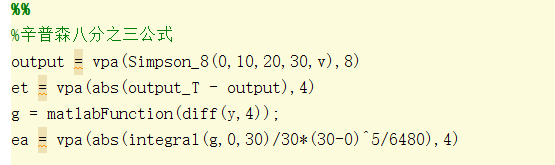 %%
%辛普森八分之三公式
output = vpa(Simpson_8(0,10,20,30,v),8)
et = vpa(abs(output_T - output),4)
g = matlabFunction(diff(y,4));
ea = vpa(abs(integral(g,0,30)/30*(30-0)^5/6480),4)